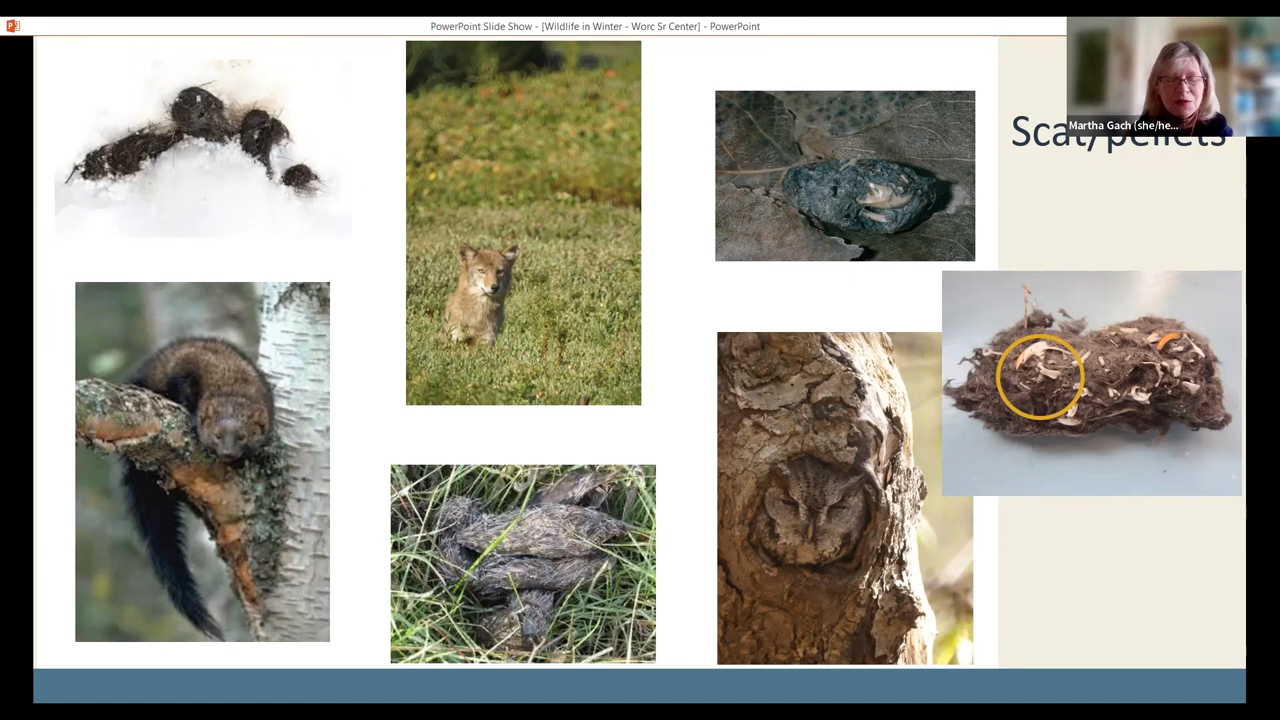 PowerPoint Slide Show - [Wildlife in Winter - Worc Sr Center] - PowerPoint
Martha Gach (she/he...
Scat/pellets